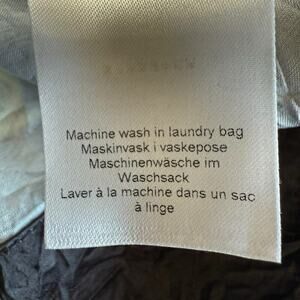 Machine wash in laundry bag
Maskinvask i vaskepose
Maschinenwäsche im
Waschsack
Laver à la machine dans un sac
à linge